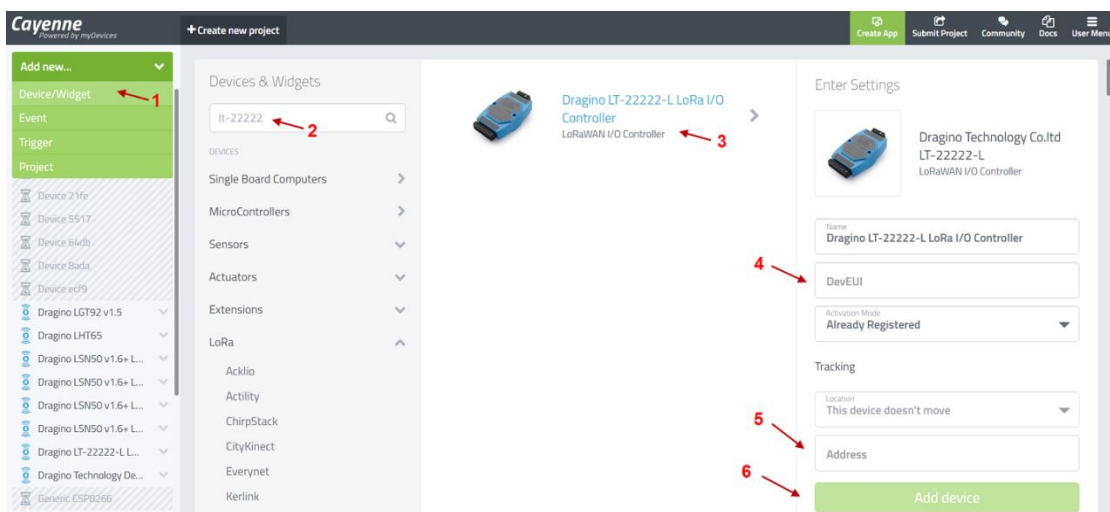 Cayenne
Powered by myDevices
+ Create new project
Create App
Submit Project
Community
Docs
User Menu
Add new...
Device/Widget
1
Event
Trigger
Project
Device 21fe
Device 5517
Device 64db
Device 8ada
Device ecf9
Dragino LGT92 v1.5
Dragino LHT65
Dragino LSN50 v1.6+ L...
Dragino LSN50 v1.6+ L...
Dragino LSN50 v1.6+ L...
Dragino LSN50 v1.6+ L...
Dragino LT-22222-L L...
Dragino Technology De...
Generic ESP8266
Devices & Widgets
lt-22222
2
DEVICES
Single Board Computers
MicroControllers
Sensors
Actuators
Extensions
LoRa
Acklio
Actility
ChirpStack
CityKinect
Everynet
Kerlink
Dragino LT-22222-L LoRa I/O
Controller
LoRaWAN I/O Controller
3
Enter Settings
Dragino Technology Co.ltd
LT-22222-L
LoRaWAN I/O Controller
Name
Dragino LT-22222-L LoRa I/O Controller
4
DevEUI
Activation Mode
Already Registered
Tracking
Location
This device doesn't move
5
Address
6
Add device